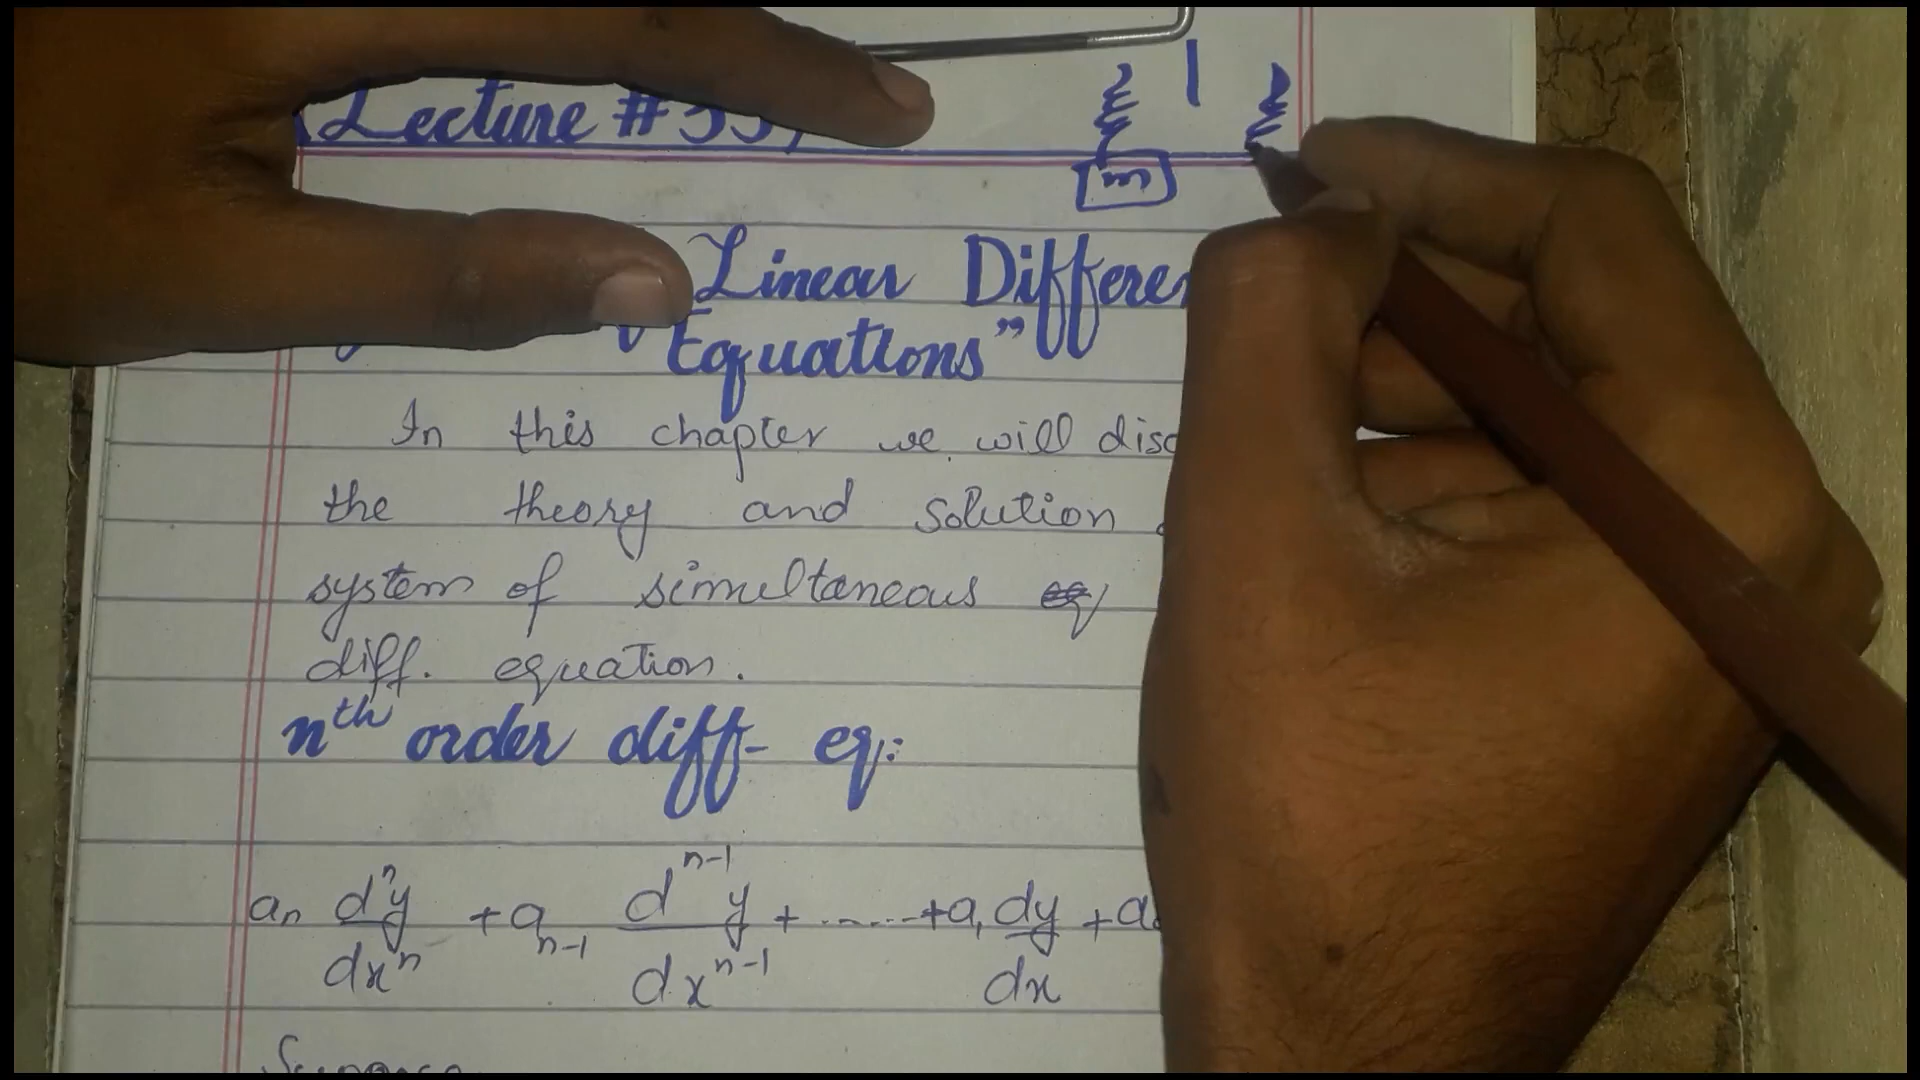 Lecture #
m
Linear Differen
Equations"
In this chapter we will disc
the theory and solution
system of simultaneous eq
diff. equation.
nth order diff- eq:
aₙ dⁿy/dxⁿ + aₙ₋₁ dⁿ⁻¹y/dxⁿ⁻¹ + ...... + a₁ dy/dx + a